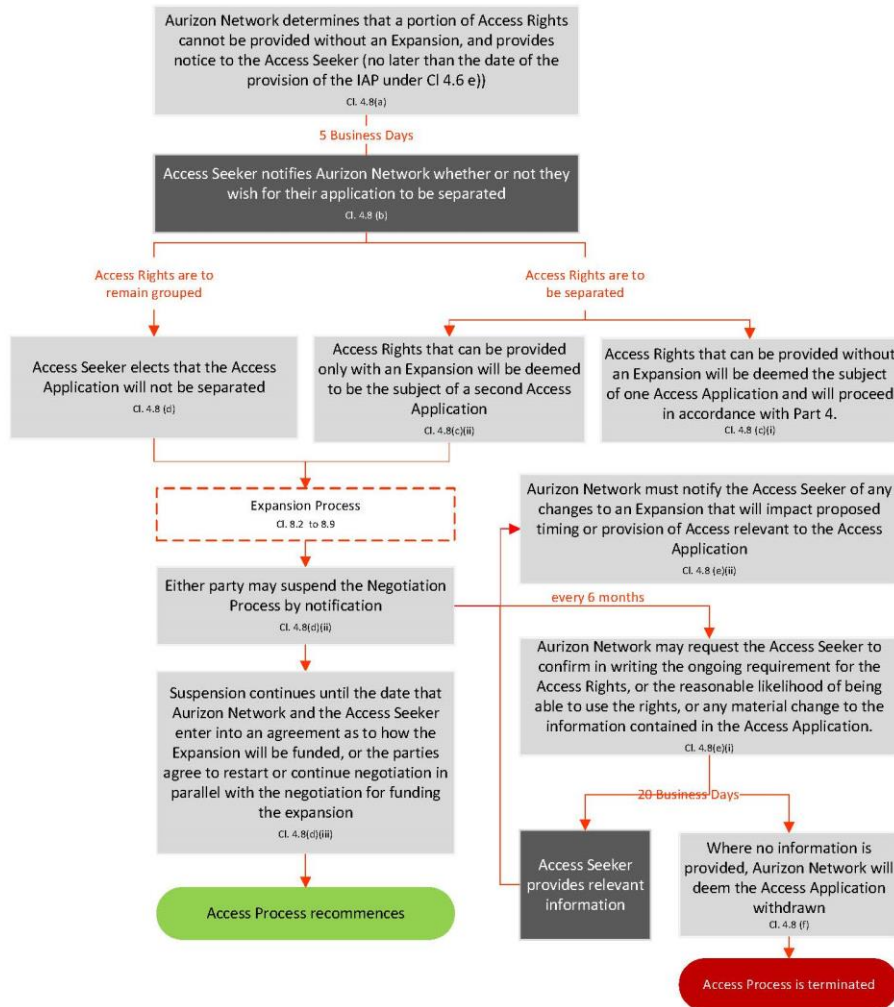 Aurizon Network determines that a portion of Access Rights
cannot be provided without an Expansion, and provides
notice to the Access Seeker (no later than the date of the
provision of the IAP under Cl 4.6 e))
Cl. 4.8(a)
5 Business Days
Access Seeker notifies Aurizon Network whether or not they
wish for their application to be separated
Cl. 4.8 (b)
Access Rights are to
remain grouped
Access Rights are to
be separated
Access Seeker elects that the Access
Application will not be separated
Cl. 4.8 (d)
Access Rights that can be provided
only with an Expansion will be deemed
to be the subject of a second Access
Application
Cl. 4.8(c)(ii)
Access Rights that can be provided without
an Expansion will be deemed the subject
of one Access Application and will proceed
in accordance with Part 4.
Cl. 4.8 (c)(i)
Expansion Process
Cl. 8.2 to 8.9
Aurizon Network must notify the Access Seeker of any
changes to an Expansion that will impact proposed
timing or provision of Access relevant to the Access
Application
Cl. 4.8 (e)(ii)
Either party may suspend the Negotiation
Process by notification
Cl. 4.8(d)(ii)
every 6 months
Aurizon Network may request the Access Seeker to
confirm in writing the ongoing requirement for the
Access Rights, or the reasonable likelihood of being
able to use the rights, or any material change to the
information contained in the Access Application.
Cl. 4.8(e)(i)
Suspension continues until the date that
Aurizon Network and the Access Seeker
enter into an agreement as to how the
Expansion will be funded, or the parties
agree to restart or continue negotiation in
parallel with the negotiation for funding
the expansion
Cl. 4.8(d)(iii)
20 Business Days
Access Seeker
provides relevant
information
Where no information is
provided, Aurizon Network will
deem the Access Application
withdrawn
Cl. 4.8 (f)
Access Process recommences
Access Process is terminated